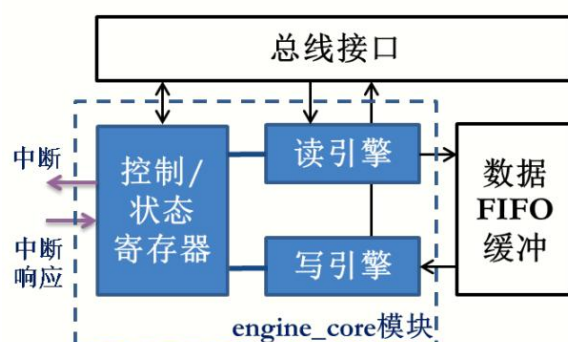 总线接口
中断
中断
响应
控制/
状态
寄存器
读引擎
写引擎
数据
FIFO
缓冲
engine_core模块